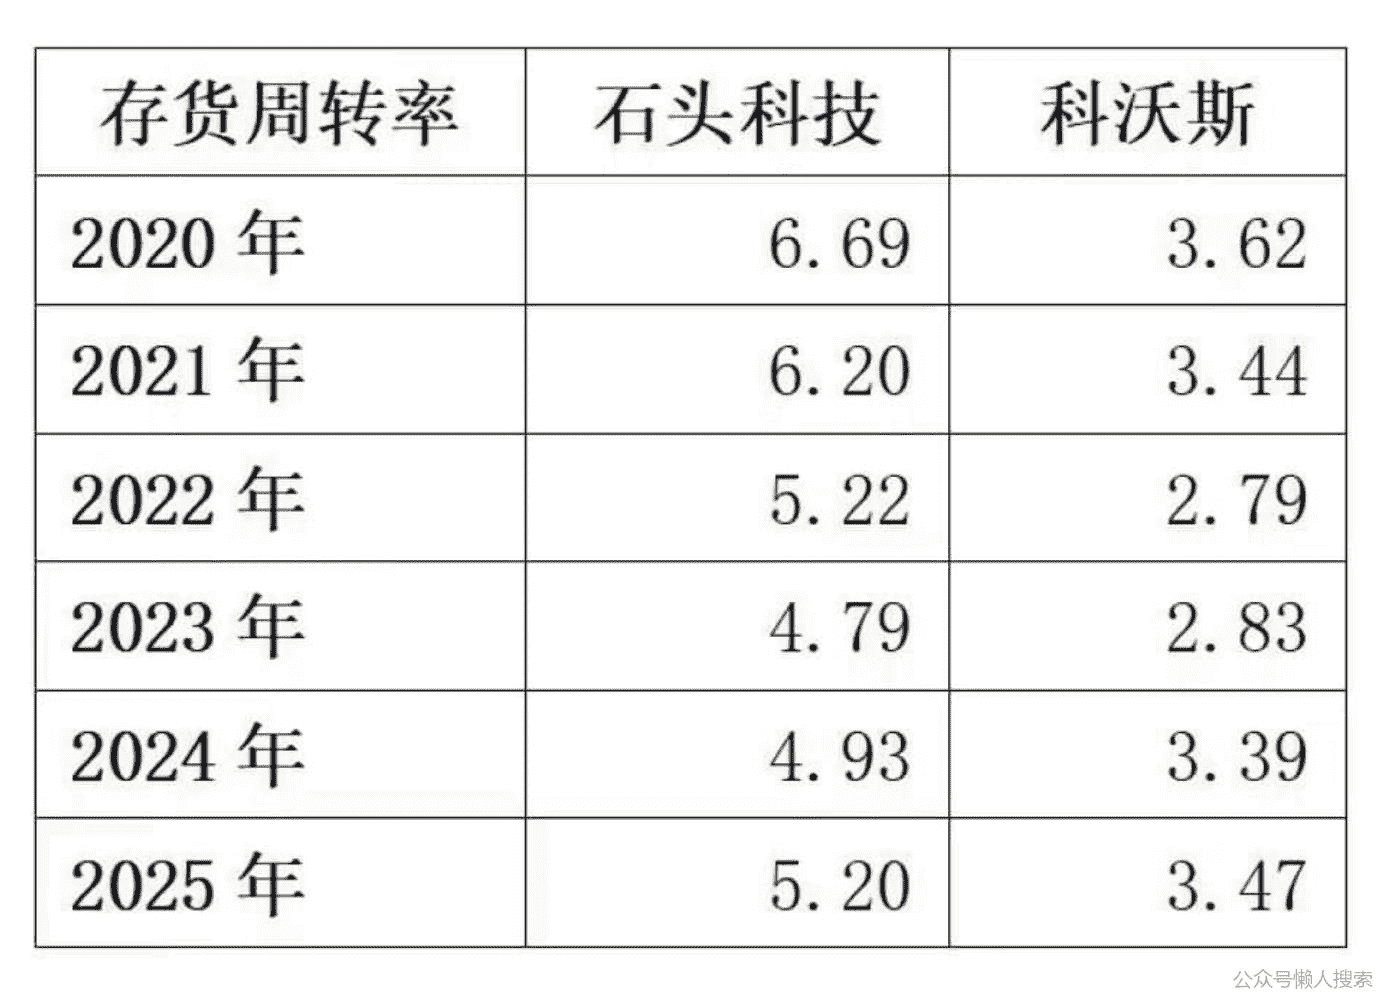 存货周转率 石头科技 科沃斯
2020 年 6.69 3.62
2021 年 6.20 3.44
2022 年 5.22 2.79
2023 年 4.79 2.83
2024 年 4.93 3.39
2025 年 5.20 3.47
公众号懒人搜索